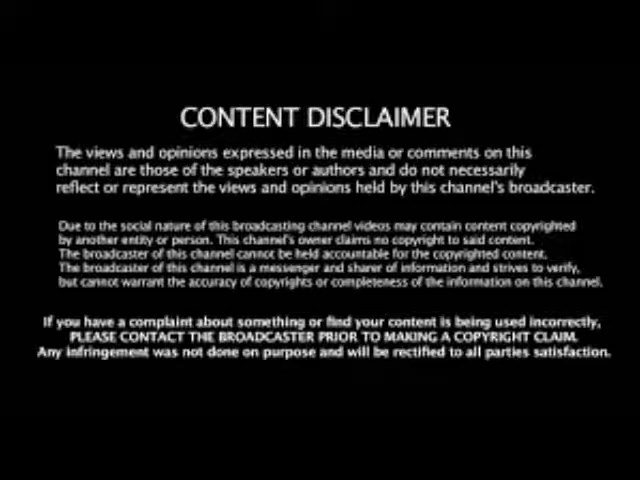 CONTENT DISCLAIMER
The views and opinions expressed in the media or comments on this
channel are those of the speakers or authors and do not necessarily
reflect or represent the views and opinions held by this channel's broadcaster.
Due to the social nature of this broadcasting channel videos may contain content copyrighted
by another entity or person. This channel's owner claims no copyright to said content.
The broadcaster of this channel cannot be held accountable for the copyrighted content.
The broadcaster of this channel is a messenger and sharer of information and strives to verify,
but cannot warrant the accuracy of copyrights or completeness of the information on this channel.
If you have a complaint about something or find your content is being used incorrectly,
PLEASE CONTACT THE BROADCASTER PRIOR TO MAKING A COPYRIGHT CLAIM.
Any infringement was not done on purpose and will be rectified to all parties satisfaction.